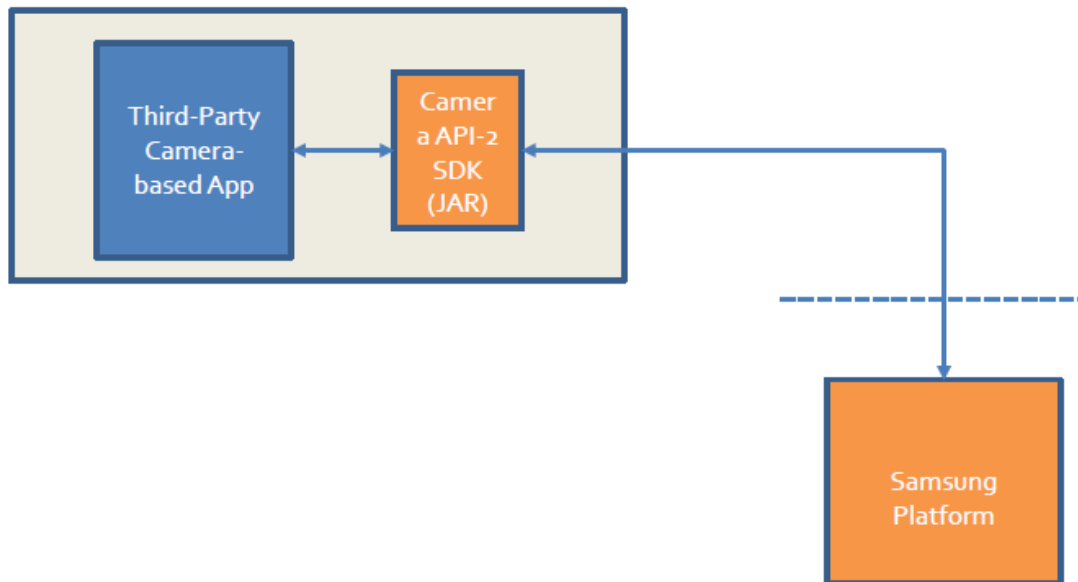 Third-Party
Camera-
based App
Camer
a API-2
SDK
(JAR)
Samsung
Platform